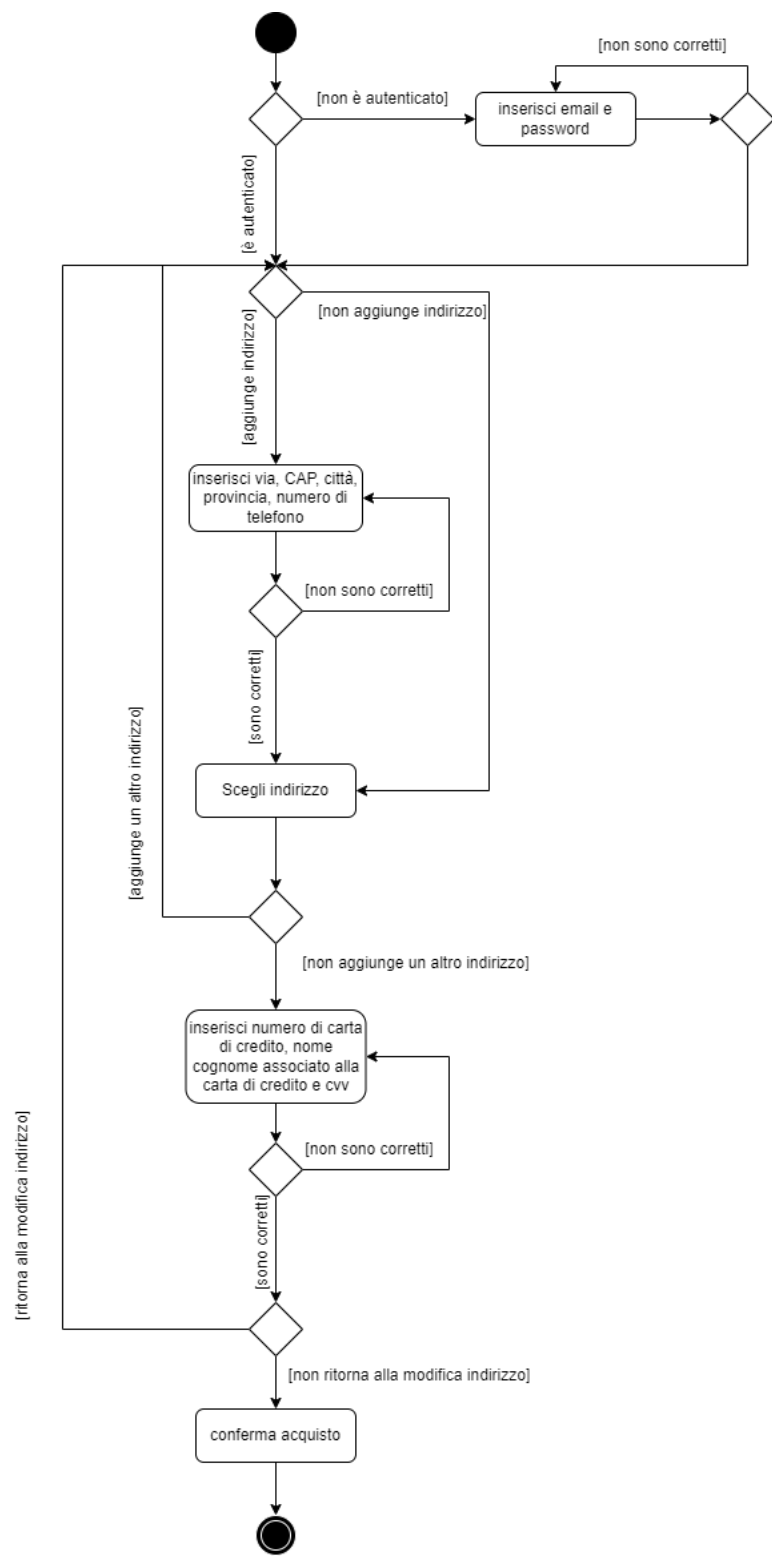 [non sono corretti]
[non è autenticato]
inserisci email e
password
[è autenticato]
[non aggiunge indirizzo]
[aggiunge indirizzo]
inserisci via, CAP, città,
provincia, numero di
telefono
[non sono corretti]
[sono corretti]
[aggiunge un altro indirizzo]
Scegli indirizzo
[non aggiunge un altro indirizzo]
inserisci numero di carta
di credito, nome
cognome associato alla
carta di credito e cvv
[non sono corretti]
[ritorna alla modifica indirizzo]
[sono corretti]
[non ritorna alla modifica indirizzo]
conferma acquisto